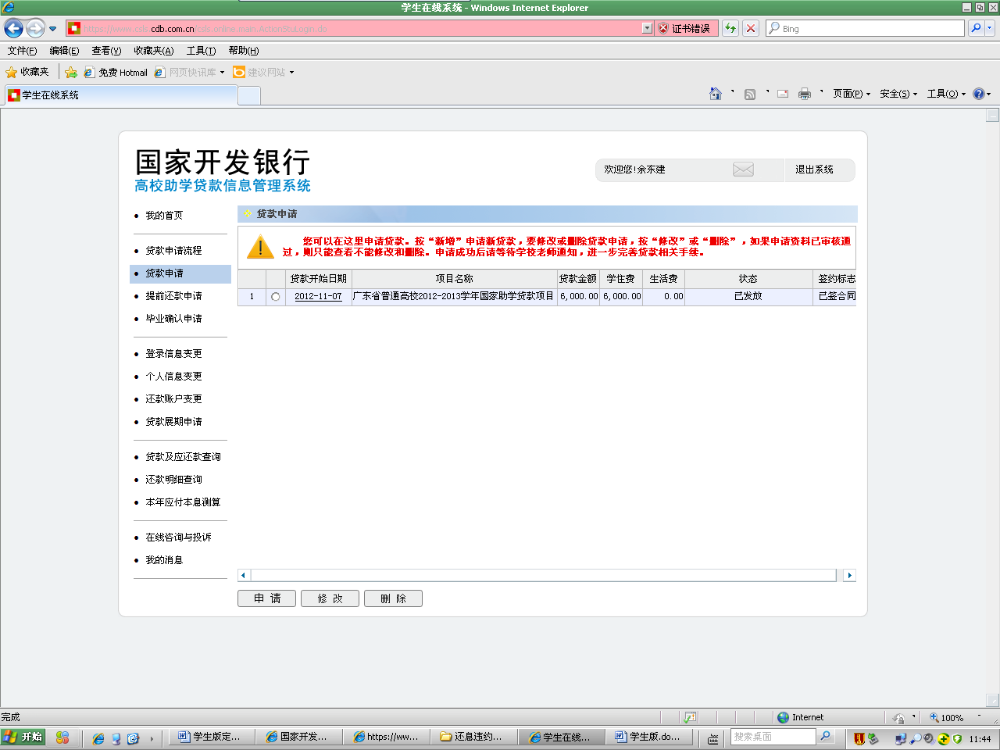 学生在线系统 - Windows Internet Explorer
https://www.csls.cdb.com.cn/csls.online.main.ActionStuLogin.do
证书错误
Bing
文件(F) 编辑(E) 查看(V) 收藏夹(A) 工具(T) 帮助(H)
收藏夹 免费 Hotmail 网页快讯库 建议网站
学生在线系统
页面(P) 安全(S) 工具(O)
国家开发银行
高校助学贷款信息管理系统
欢迎您!余东建 退出系统
我的首页
贷款申请流程
贷款申请
提前还款申请
毕业确认申请
登录信息变更
个人信息变更
还款账户变更
贷款展期申请
贷款及应还款查询
还款明细查询
本年应付本息测算
在线咨询与投诉
我的消息
贷款申请
您可以在这里申请贷款。按“新增”申请新贷款，要修改或删除贷款申请，按“修改”或“删除”，如果申请资料已审核通
过，则只能查看不能修改和删除。申请成功后请等待学校老师通知，进一步完善贷款相关手续。
贷款开始日期 项目名称 贷款金额 学住费 生活费 状态 签约标志
1 2012-11-07 广东省普通高校2012-2013学年国家助学贷款项目 6,000.00 6,000.00 0.00 已发放 已签合同
申 请 修 改 删 除
完成 Internet 100%
开始 学生版定... 国家开发... https://ww... 还息违约... 学生在线... 学生版.do... 搜索桌面 11:44